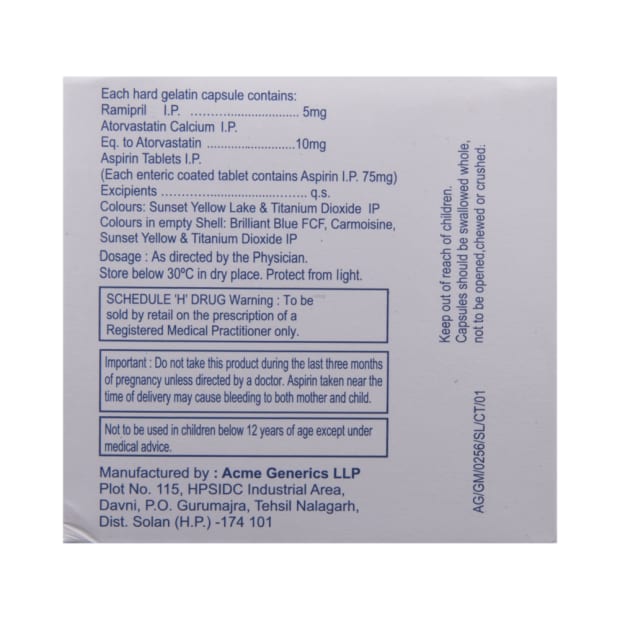 Each hard gelatin capsule contains:
Ramipril I.P. ............................ 5mg
Atorvastatin Calcium I.P.
Eq. to Atorvastatin ........................10mg
Aspirin Tablets I.P.
(Each enteric coated tablet contains Aspirin I.P. 75mg)
Excipients ........................................ q.s.
Colours: Sunset Yellow Lake & Titanium Dioxide IP
Colours in empty Shell: Brilliant Blue FCF, Carmoisine,
Sunset Yellow & Titanium Dioxide IP
Dosage : As directed by the Physician.
Store below 30ºC in dry place. Protect from light.
SCHEDULE 'H' DRUG Warning : To be
sold by retail on the prescription of a
Registered Medical Practitioner only.
Important : Do not take this product during the last three months
of pregnancy unless directed by a doctor. Aspirin taken near the
time of delivery may cause bleeding to both mother and child.
Not to be used in children below 12 years of age except under
medical advice.
Manufactured by : Acme Generics LLP
Plot No. 115, HPSIDC Industrial Area,
Davni, P.O. Gurumajra, Tehsil Nalagarh,
Dist. Solan (H.P.) -174 101
Keep out of reach of children.
Capsules should be swallowed whole,
not to be opened,chewed or crushed.
AG/GM/0256/SL/CT/01